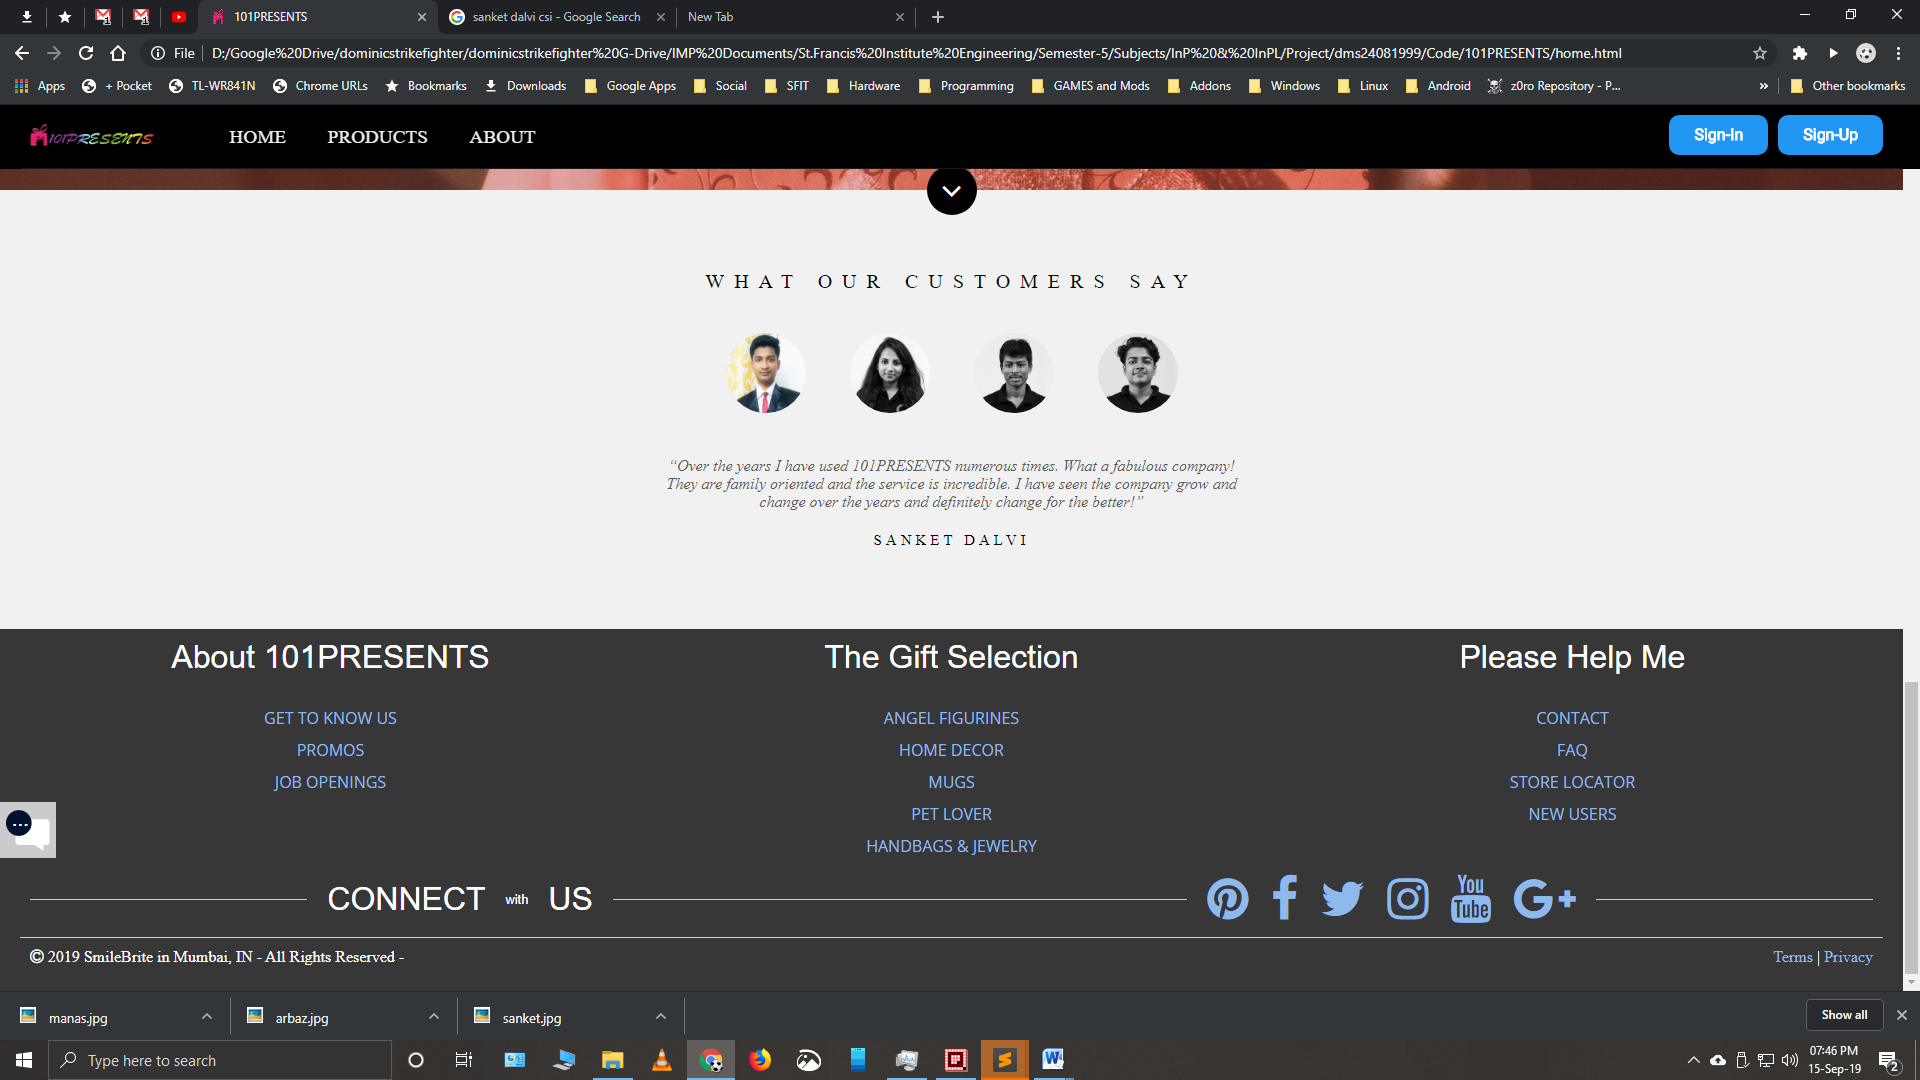 101PRESENTS
sanket dalvi csi - Google Search
New Tab
File
D:/Google%20Drive/dominicstrikefighter/dominicstrikefighter%20G-Drive/IMP%20Documents/St.Francis%20Institute%20Engineering/Semester-5/Subjects/InP%20&%20InPL/Project/dms24081999/Code/101PRESENTS/home.html
Apps + Pocket TL-WR841N Chrome URLs Bookmarks Downloads Google Apps Social SFIT Hardware Programming GAMES and Mods Addons Windows Linux Android z0ro Repository - P... » Other bookmarks
101PRESENTS
HOME PRODUCTS ABOUT
Sign-In Sign-Up
WHAT OUR CUSTOMERS SAY
“Over the years I have used 101PRESENTS numerous times. What a fabulous company!
They are family oriented and the service is incredible. I have seen the company grow and
change over the years and definitely change for the better!”
SANKET DALVI
About 101PRESENTS
GET TO KNOW US
PROMOS
JOB OPENINGS
The Gift Selection
ANGEL FIGURINES
HOME DECOR
MUGS
PET LOVER
HANDBAGS & JEWELRY
Please Help Me
CONTACT
FAQ
STORE LOCATOR
NEW USERS
CONNECT with US
You
Tube
G+
© 2019 SmileBrite in Mumbai, IN - All Rights Reserved -
Terms | Privacy
manas.jpg
arbaz.jpg
sanket.jpg
Show all
Type here to search
07:46 PM
15-Sep-19
2